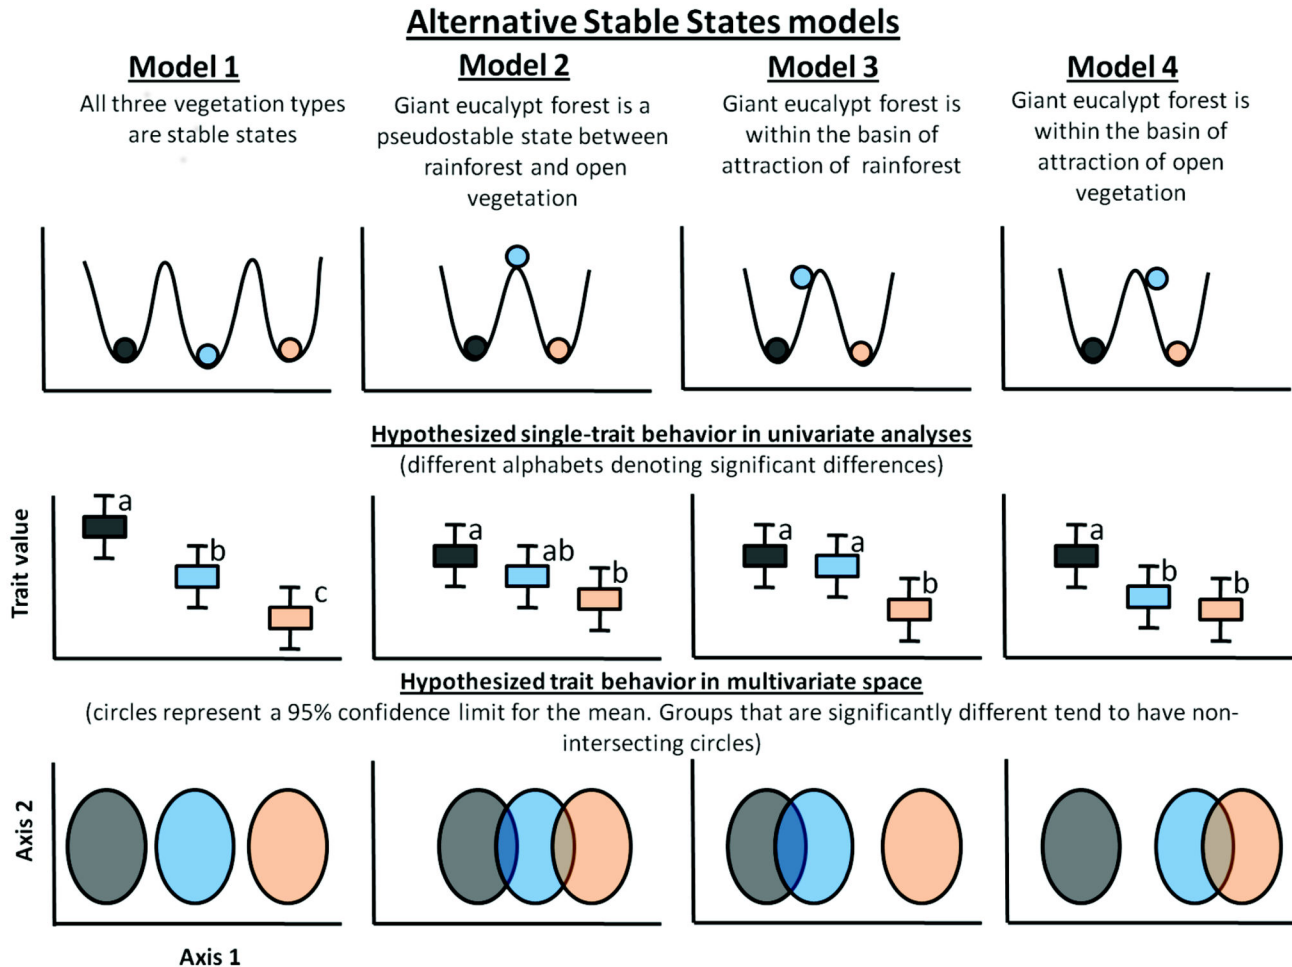 Alternative Stable States models
Model 1
All three vegetation types
are stable states
Model 2
Giant eucalypt forest is a
pseudostable state between
rainforest and open
vegetation
Model 3
Giant eucalypt forest is
within the basin of
attraction of rainforest
Model 4
Giant eucalypt forest is
within the basin of
attraction of open
vegetation
Hypothesized single-trait behavior in univariate analyses
(different alphabets denoting significant differences)
Trait value
a
b
c
a
ab
b
a
a
b
a
b
b
Hypothesized trait behavior in multivariate space
(circles represent a 95% confidence limit for the mean. Groups that are significantly different tend to have non-
intersecting circles)
Axis 2
Axis 1